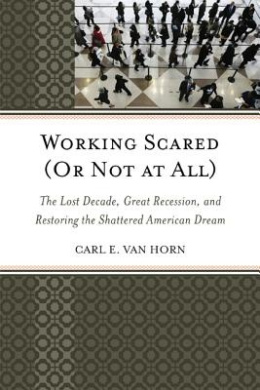 WORKING SCARED
(OR NOT AT ALL)
The Lost Decade, Great Recession, and
Restoring the Shattered American Dream
CARL E. VAN HORN